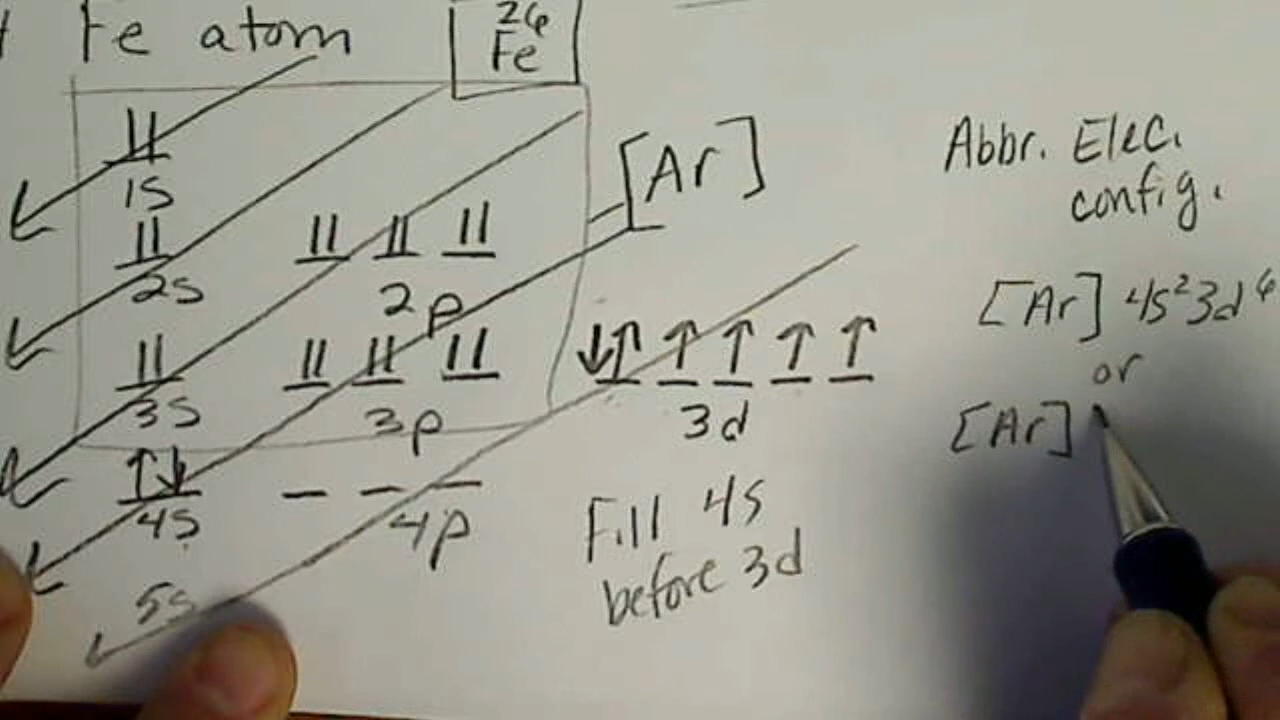 Fe atom
26
Fe
1s
2s
2p
[Ar]
3s
3p
3d
4s
4p
5s
Fill 4s
before 3d
Abbr. Elec.
config.
[Ar] 4s²3d⁶
or
[Ar]